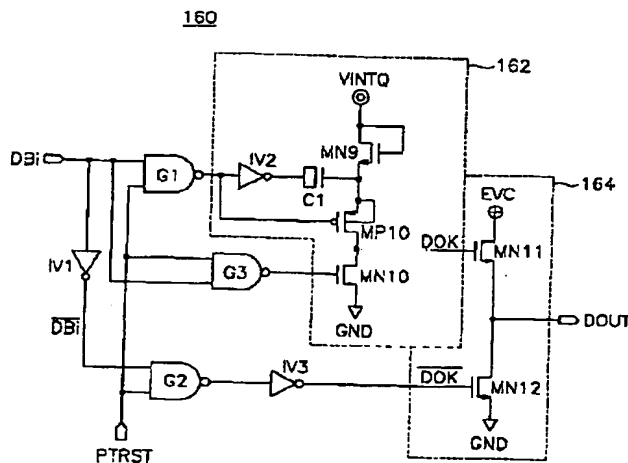 160
162
VINTQ
MN9
DBi
G1
IV2
C1
164
EVC
MP10
DOK
MN11
IV1
G3
MN10
DOUT
DBi
GND
IV3
DOK
G2
MN12
GND
PTRST